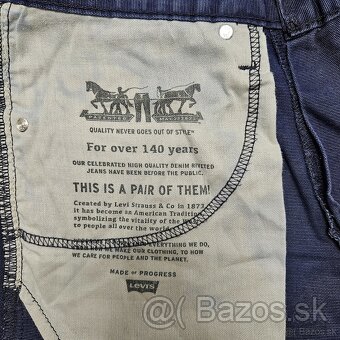 QUALITY NEVER GOES OUT OF STYLE
For over 140 years
OUR CELEBRATED HIGH QUALITY DENIM RIVETED
JEANS HAVE BEEN BEFORE THE PUBLIC.
THIS IS A PAIR OF THEM!
Created by Levi Strauss & Co in 187
it has become an American Tradition
symbolizing the vitality of the
to people all over the world.
EVERYTHING WE DO,
WE MAKE OUR CLOTHING, TO HOW
WE CARE FOR PEOPLE AND THE PLANET.
MADE OF PROGRESS
LEVI'S
bazos.sk